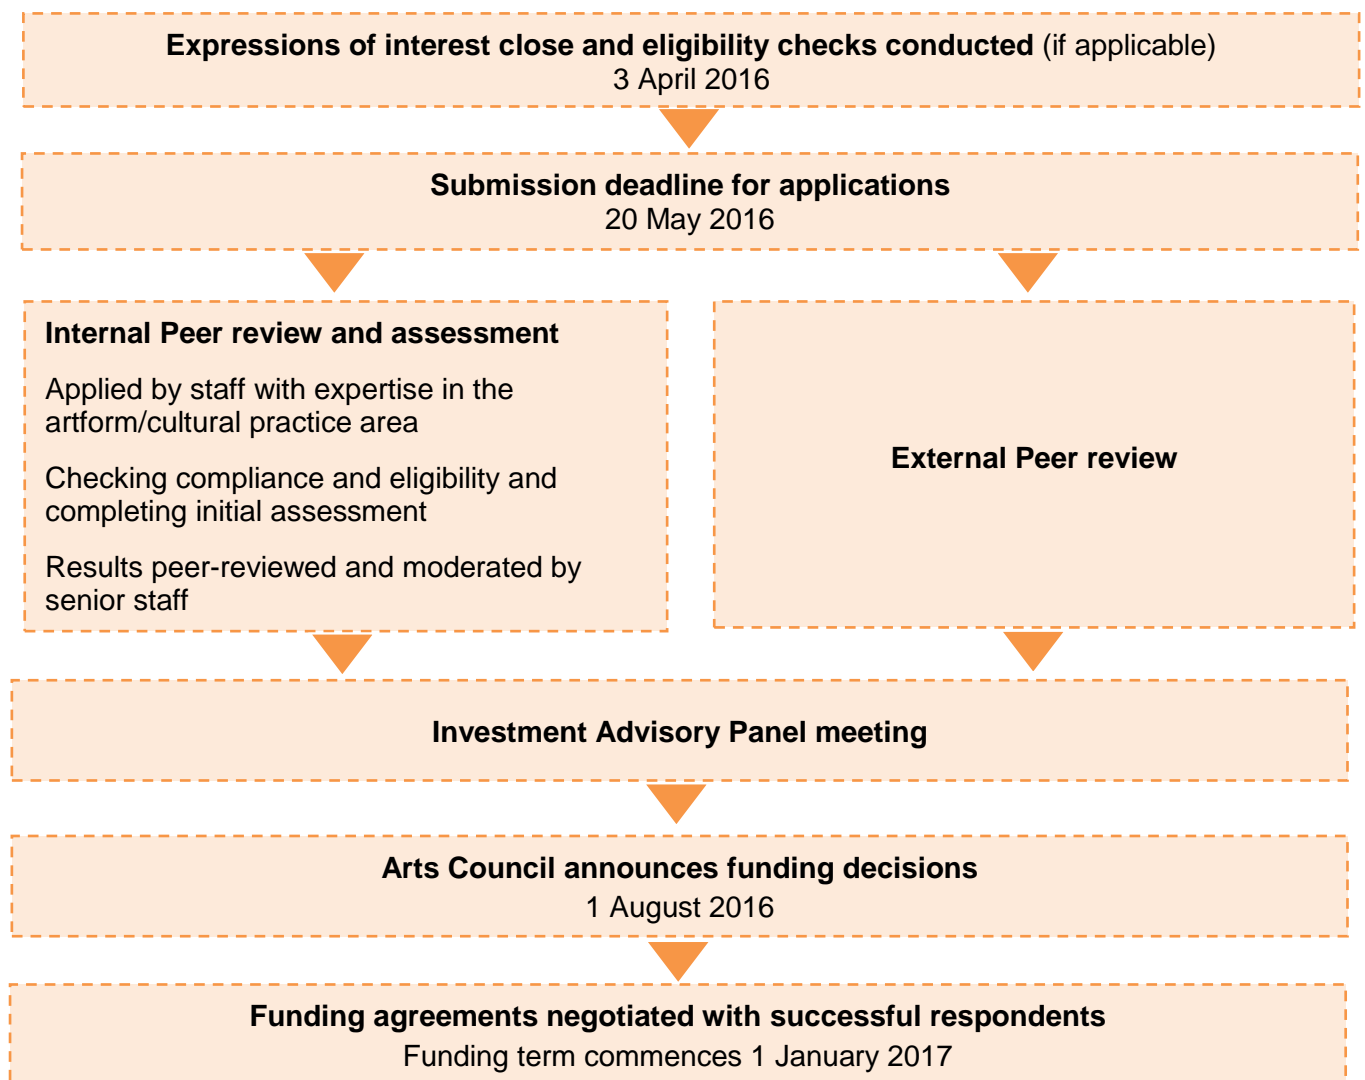 Expressions of interest close and eligibility checks conducted (if applicable)
3 April 2016
Submission deadline for applications
20 May 2016
Internal Peer review and assessment
Applied by staff with expertise in the
artform/cultural practice area
Checking compliance and eligibility and
completing initial assessment
Results peer-reviewed and moderated by
senior staff
External Peer review
Investment Advisory Panel meeting
Arts Council announces funding decisions
1 August 2016
Funding agreements negotiated with successful respondents
Funding term commences 1 January 2017